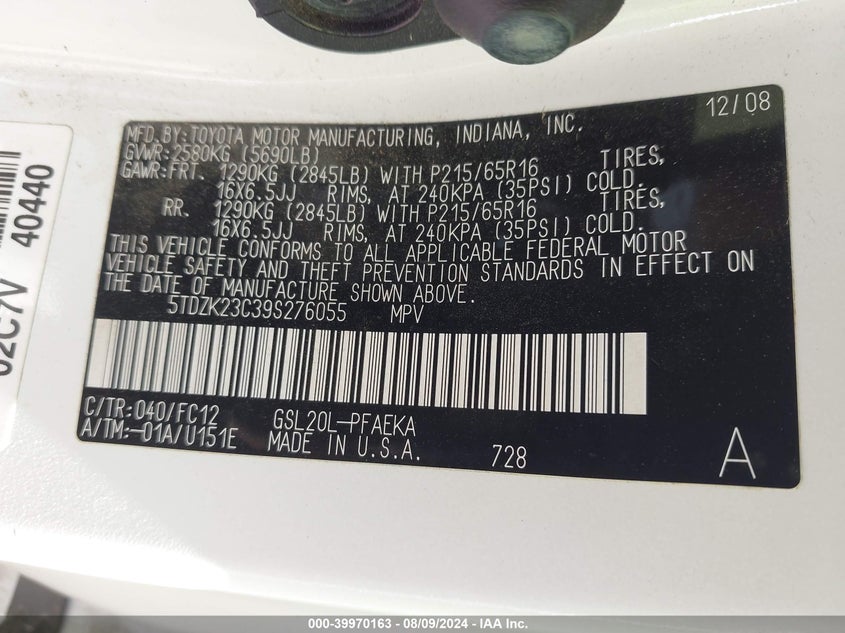 12/08
MFD.BY:TOYOTA MOTOR MANUFACTURING, INDIANA, INC.
GVWR:2580KG (5690LB)
GAWR:FRT. 1290KG (2845LB) WITH P215/65R16 TIRES,
16X6.5JJ RIMS, AT 240KPA (35PSI) COLD.
RR. 1290KG (2845LB) WITH P215/65R16 TIRES,
16X6.5JJ RIMS, AT 240KPA (35PSI) COLD.
THIS VEHICLE CONFORMS TO ALL APPLICABLE FEDERAL MOTOR
VEHICLE SAFETY AND THEFT PREVENTION STANDARDS IN EFFECT ON
THE DATE OF MANUFACTURE SHOWN ABOVE.
5TDZK23C39S276055 MPV
C/TR:040/FC12 GSL20L-PFAEKA
A/TM:-01A/U151E MADE IN U.S.A. 728 A
40440
02C7V
000-39970163 - 08/09/2024 - IAA Inc.